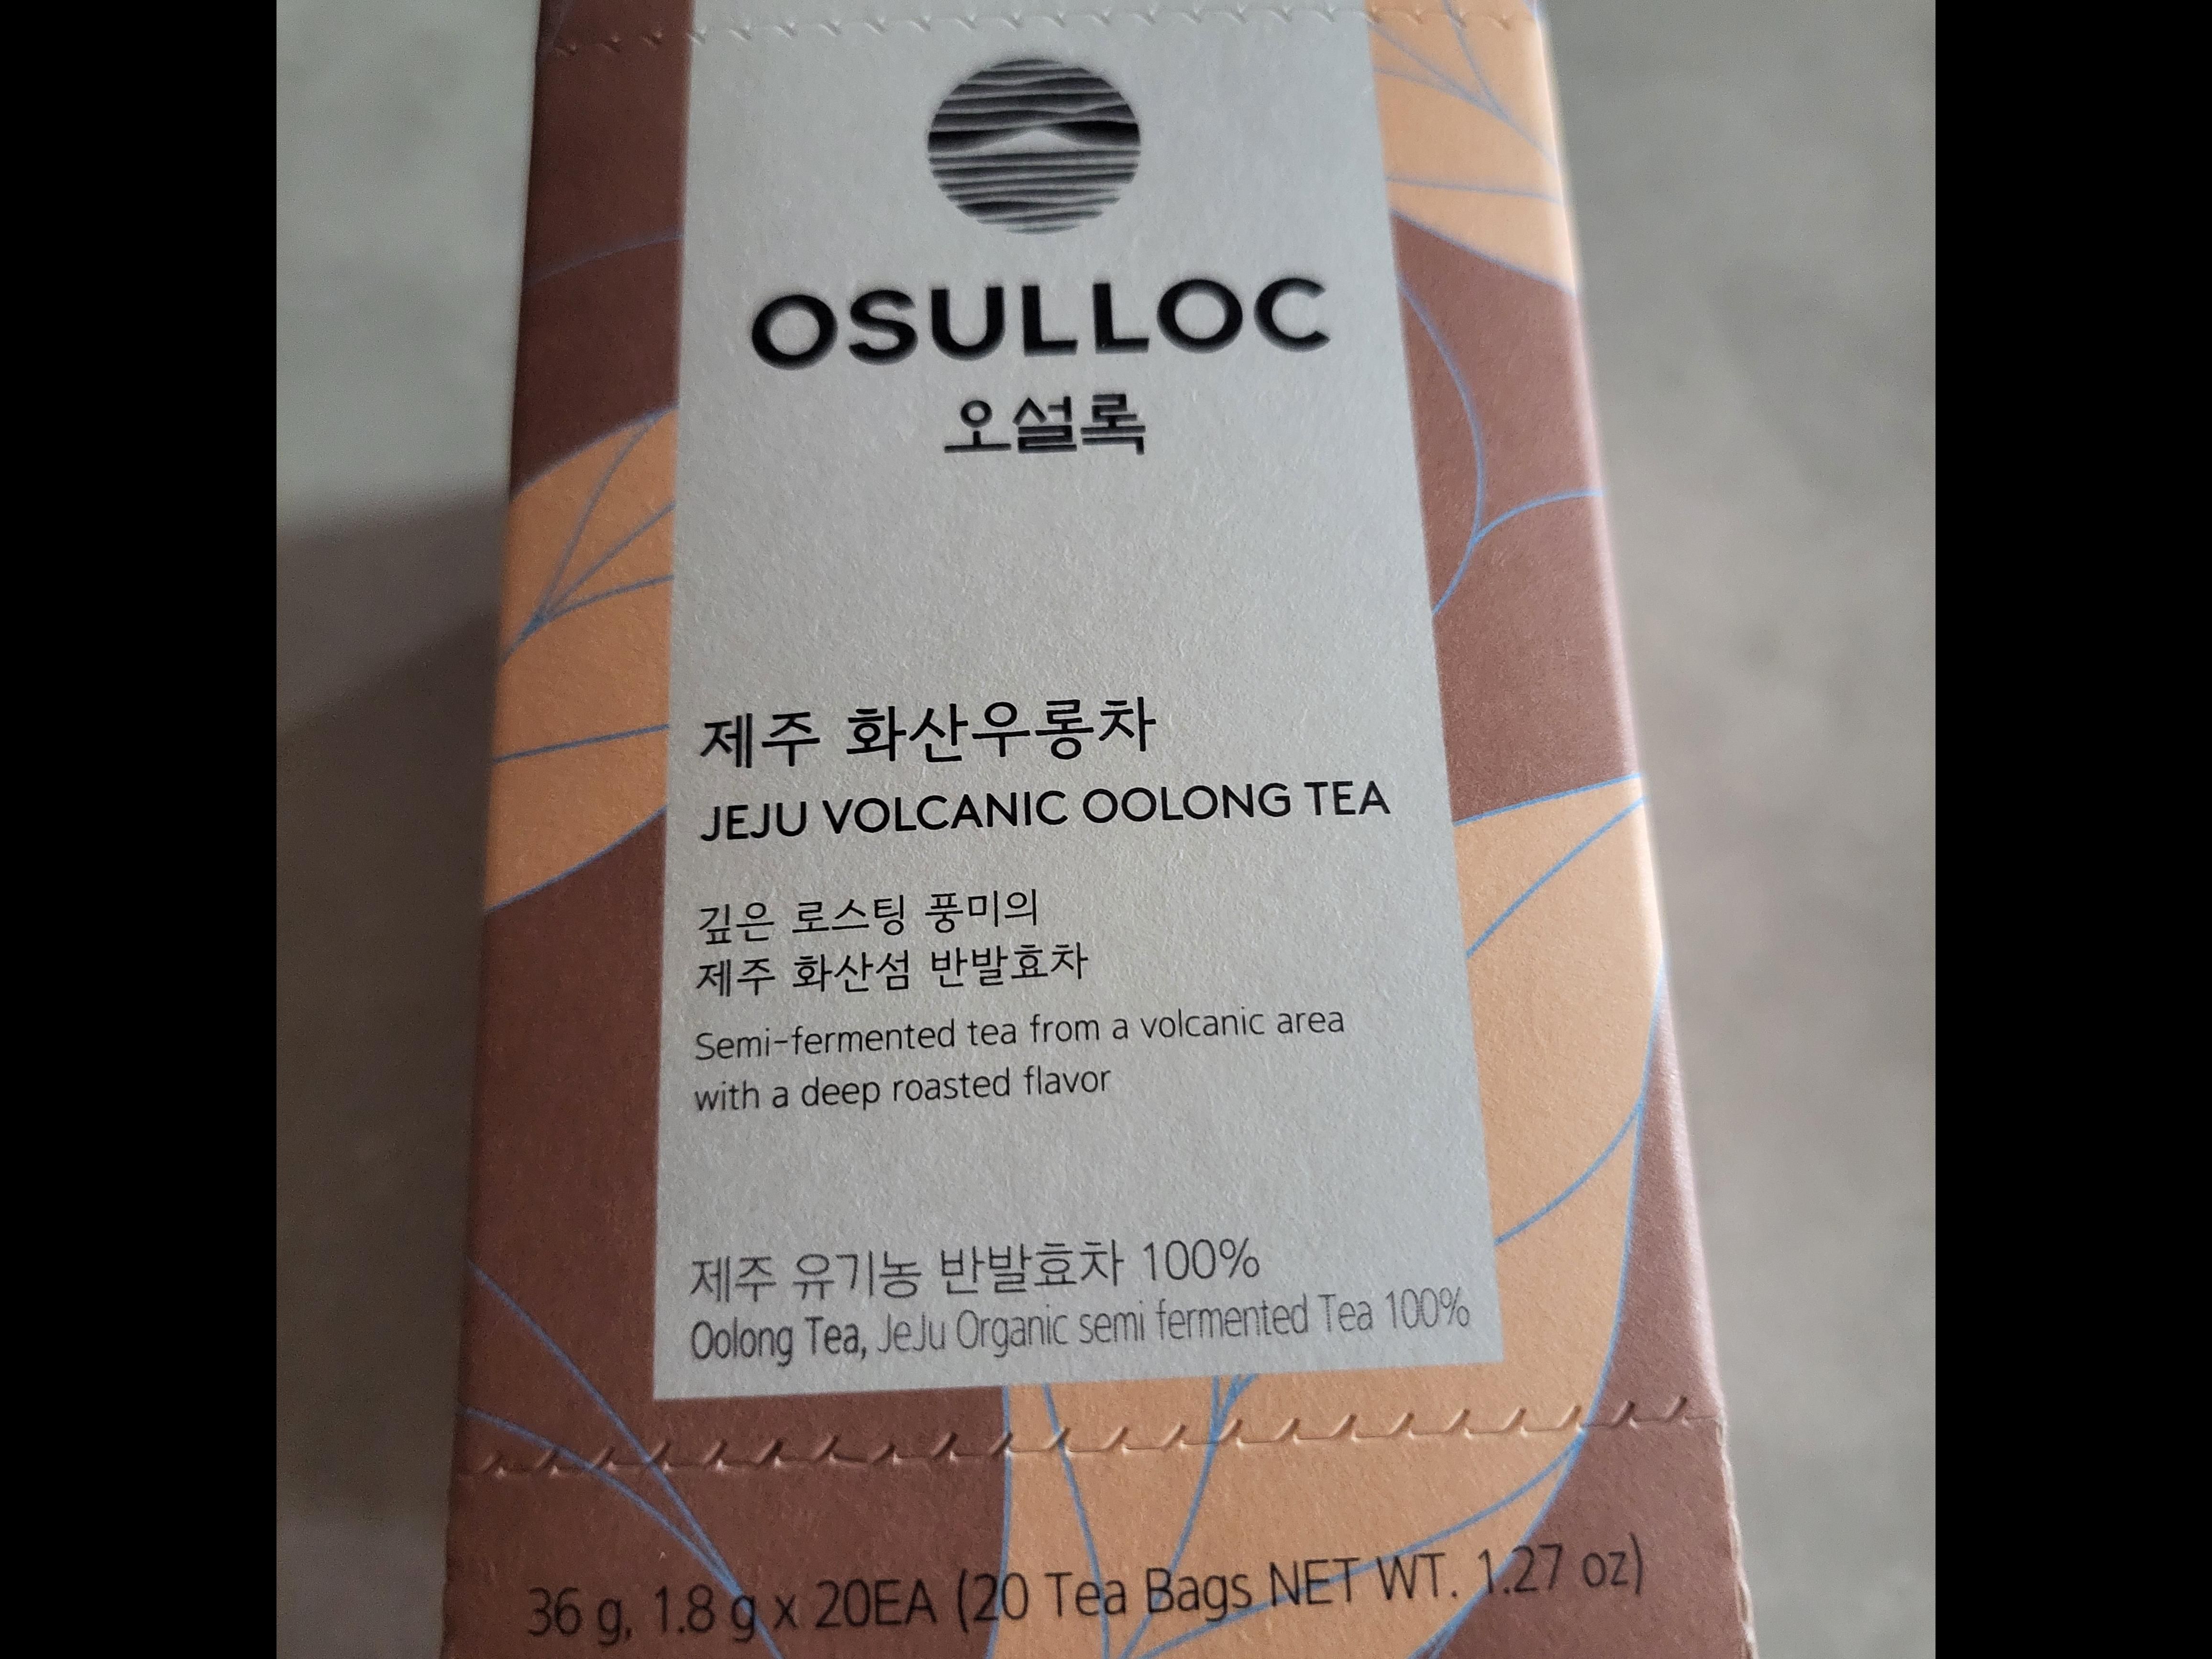 OSULLOC
오설록
제주 화산우롱차
JEJU VOLCANIC OOLONG TEA
깊은 로스팅 풍미의
제주 화산섬 반발효차
Semi-fermented tea from a volcanic area
with a deep roasted flavor
제주 유기농 반발효차 100%
Oolong Tea, JeJu Organic semi fermented Tea 100%
36 g, 1.8 g x 20EA (20 Tea Bags NET WT. 1.27 oz)